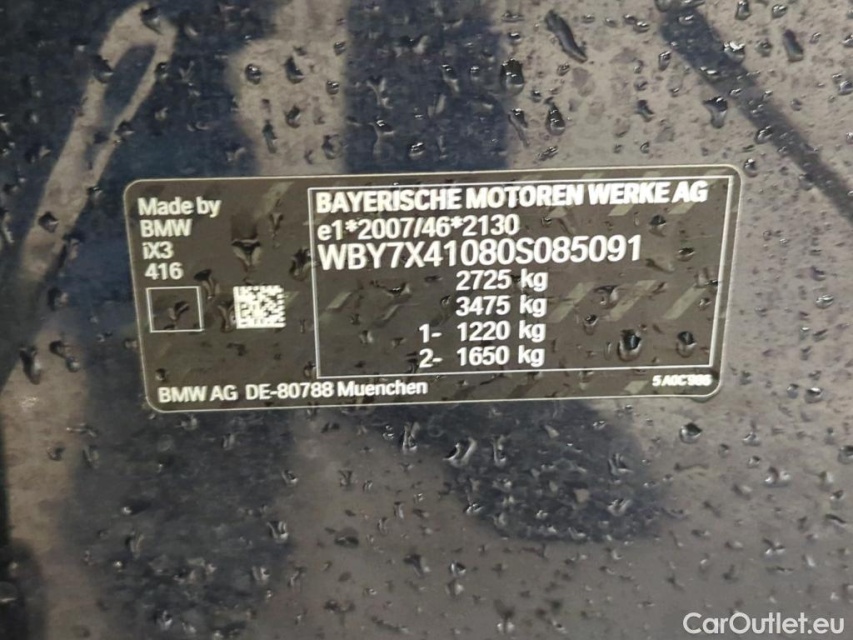 Made by
BMW
iX3
416
BAYERISCHE MOTOREN WERKE AG
e1*2007/46*2130
WBY7X41080S085091
2725 kg
3475 kg
1- 1220 kg
2- 1650 kg
BMW AG DE-80788 Muenchen
CarOutlet.eu